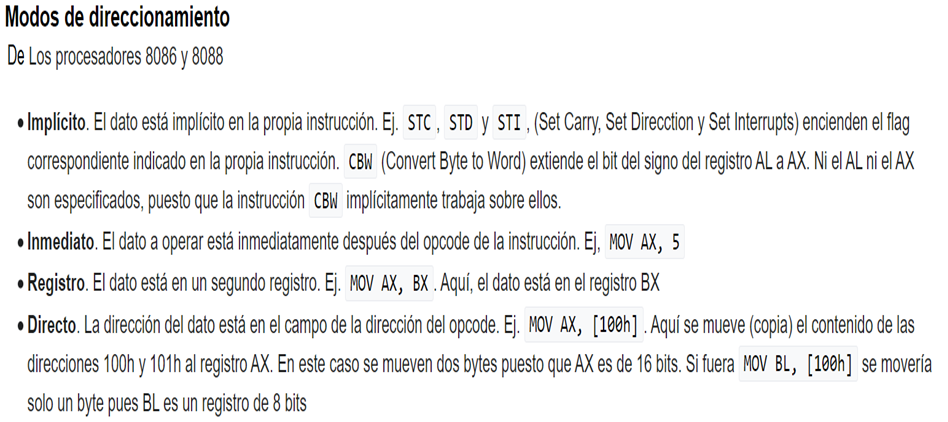 Modos de direccionamiento
De Los procesadores 8086 y 8088
• Implícito. El dato está implícito en la propia instrucción. Ej. STC, STD y STI, (Set Carry, Set Direcction y Set Interrupts) encienden el flag
correspondiente indicado en la propia instrucción. CBW (Convert Byte to Word) extiende el bit del signo del registro AL a AX. Ni el AL ni el AX
son especificados, puesto que la instrucción CBW implícitamente trabaja sobre ellos.
• Inmediato. El dato a operar está inmediatamente después del opcode de la instrucción. Ej, MOV AX, 5
• Registro. El dato está en un segundo registro. Ej. MOV AX, BX. Aquí, el dato está en el registro BX
• Directo. La dirección del dato está en el campo de la dirección del opcode. Ej. MOV AX, [100h]. Aquí se mueve (copia) el contenido de las
direcciones 100h y 101h al registro AX. En este caso se mueven dos bytes puesto que AX es de 16 bits. Si fuera MOV BL, [100h] se movería
solo un byte pues BL es un registro de 8 bits